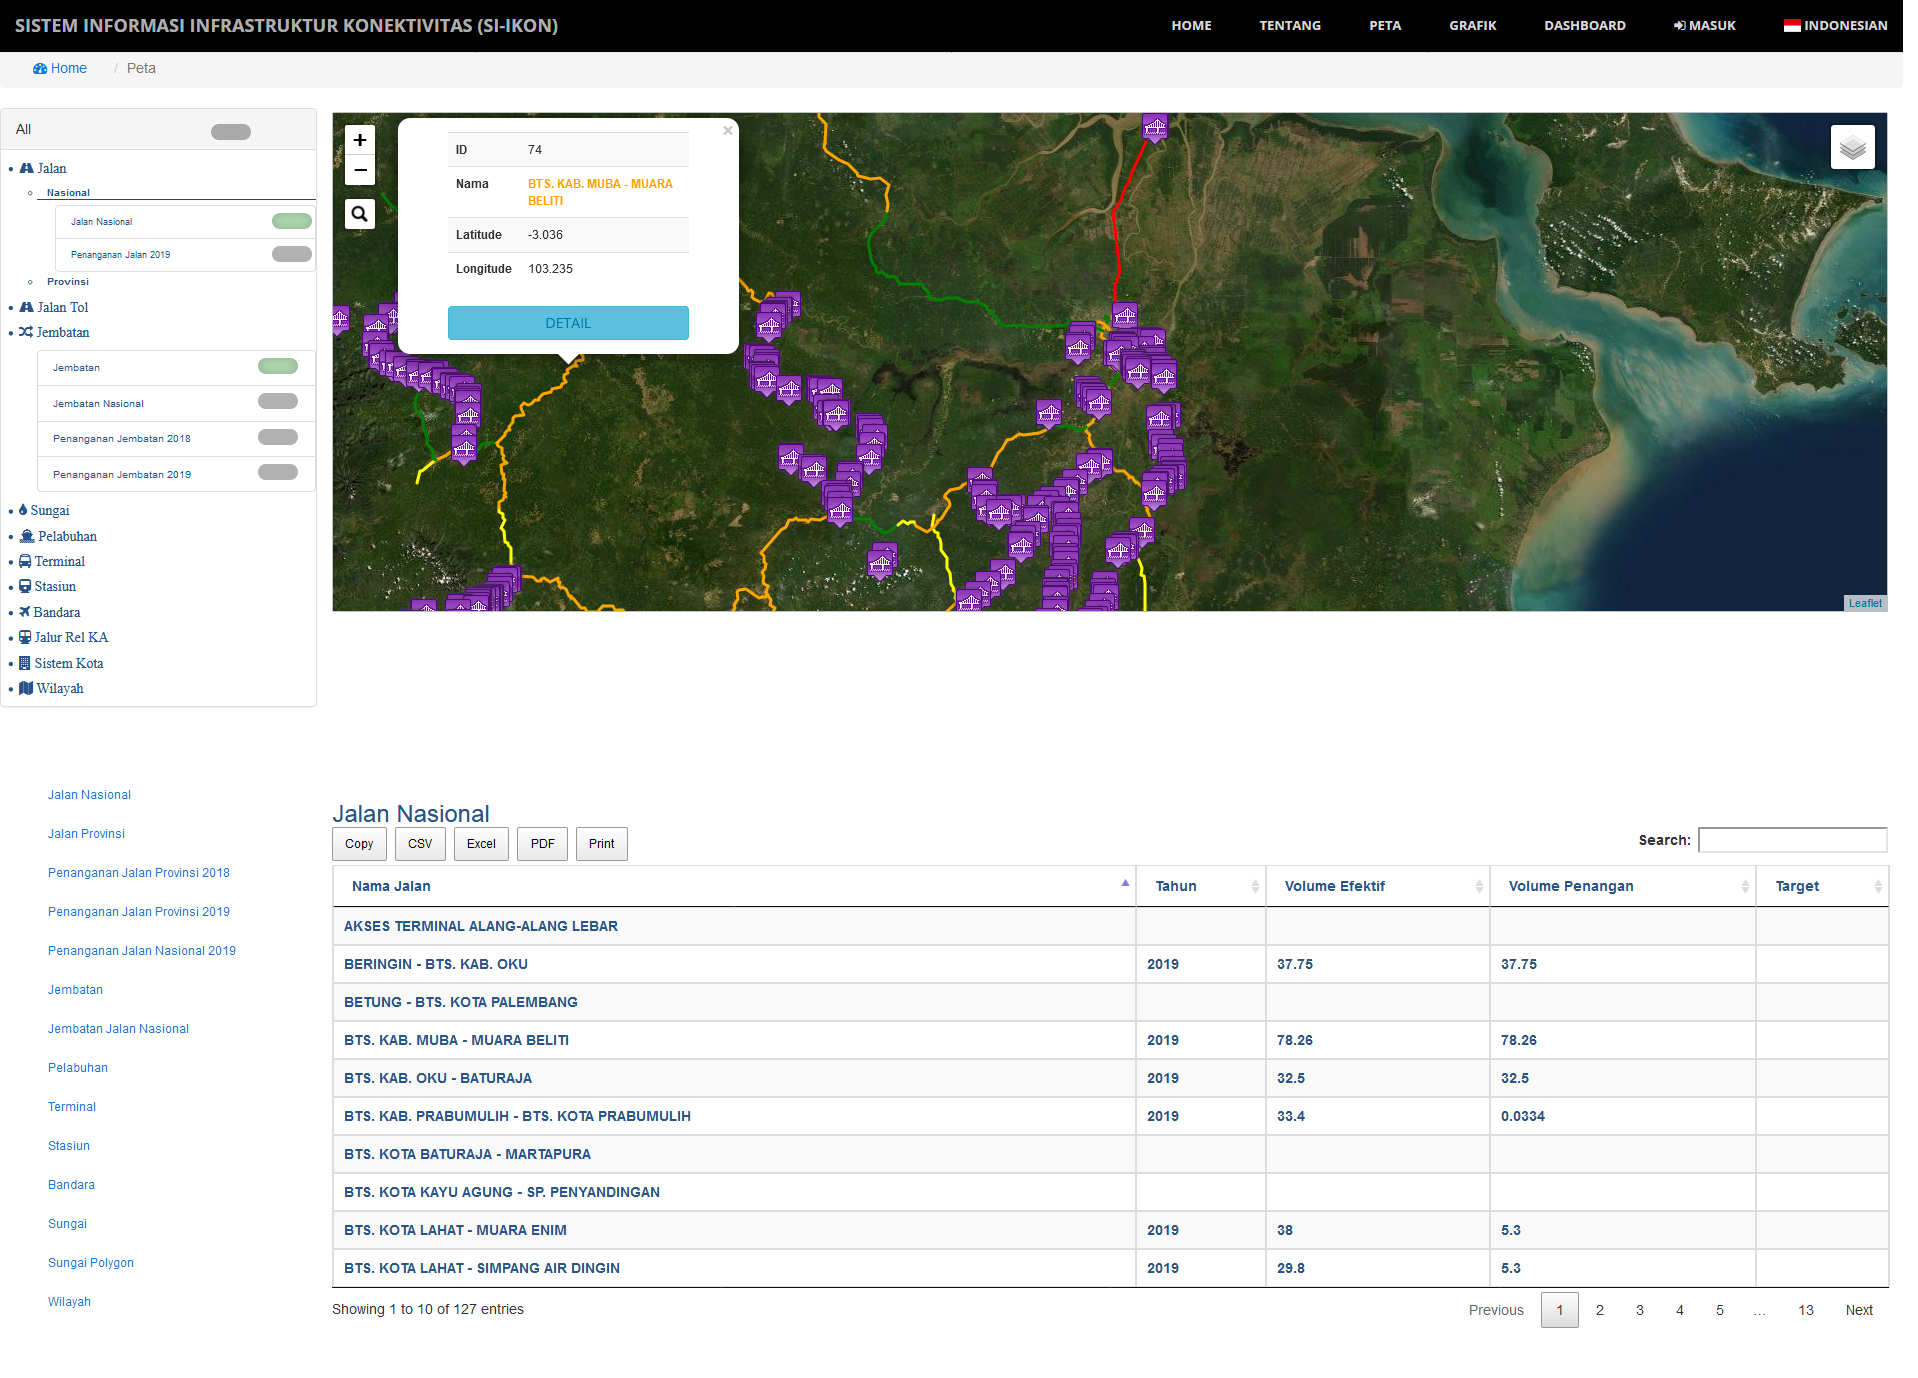 SISTEM INFORMASI INFRASTRUKTUR KONEKTIVITAS (SI-IKON)
HOME TENTANG PETA GRAFIK DASHBOARD MASUK INDONESIAN
Home / Peta
All
Jalan
Nasional
Jalan Nasional
Penanganan Jalan 2019
Provinsi
Jalan Tol
Jembatan
Jembatan
Jembatan Nasional
Penanganan Jembatan 2018
Penanganan Jembatan 2019
Sungai
Pelabuhan
Terminal
Stasiun
Bandara
Jalur Rel KA
Sistem Kota
Wilayah
+
−
×
ID 74
Nama BTS. KAB. MUBA - MUARA
BELITI
Latitude -3.036
Longitude 103.235
DETAIL
Leaflet
Jalan Nasional
Jalan Provinsi
Penanganan Jalan Provinsi 2018
Penanganan Jalan Provinsi 2019
Penanganan Jalan Nasional 2019
Jembatan
Jembatan Jalan Nasional
Pelabuhan
Terminal
Stasiun
Bandara
Sungai
Sungai Polygon
Wilayah
Jalan Nasional
Copy CSV Excel PDF Print
Search:
Nama Jalan Tahun Volume Efektif Volume Penangan Target
AKSES TERMINAL ALANG-ALANG LEBAR
BERINGIN - BTS. KAB. OKU 2019 37.75 37.75
BETUNG - BTS. KOTA PALEMBANG
BTS. KAB. MUBA - MUARA BELITI 2019 78.26 78.26
BTS. KAB. OKU - BATURAJA 2019 32.5 32.5
BTS. KAB. PRABUMULIH - BTS. KOTA PRABUMULIH 2019 33.4 0.0334
BTS. KOTA BATURAJA - MARTAPURA
BTS. KOTA KAYU AGUNG - SP. PENYANDINGAN
BTS. KOTA LAHAT - MUARA ENIM 2019 38 5.3
BTS. KOTA LAHAT - SIMPANG AIR DINGIN 2019 29.8 5.3
Showing 1 to 10 of 127 entries
Previous 1 2 3 4 5 … 13 Next